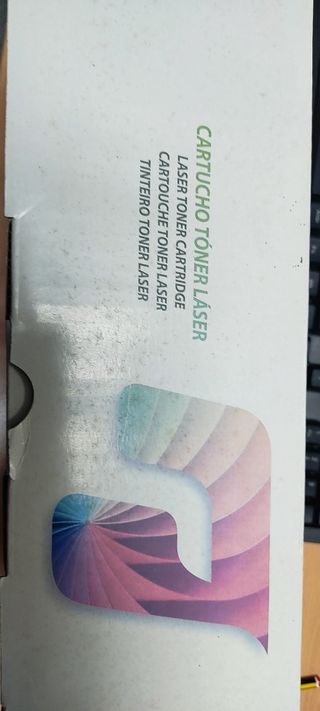 CARTUCHO TÓNER LÁSER
LASER TONER CARTRIDGE
CARTOUCHE TONER LASER
TINTEIRO TONER LASER